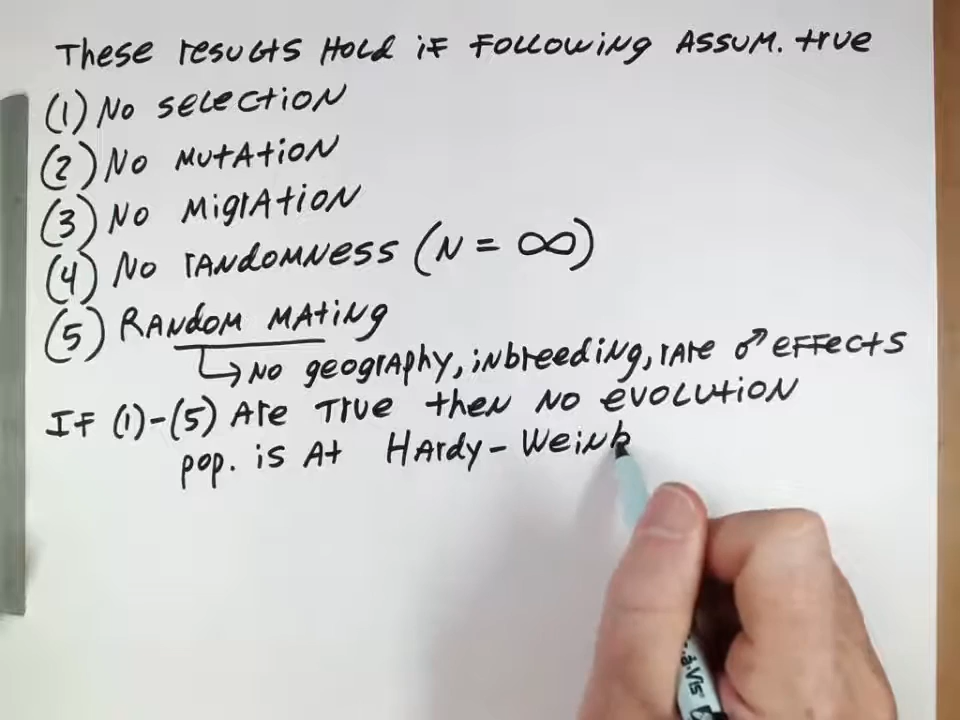 These results Hold if Following Assum. true
(1) No selection
(2) No Mutation
(3) No Migration
(4) No randomness (N = ∞)
(5) Random Mating
↳ No geography, inbreeding, rare ♂ effects
If (1)-(5) Are True then No evolution
pop. is At Hardy-Weinb
a-Vis